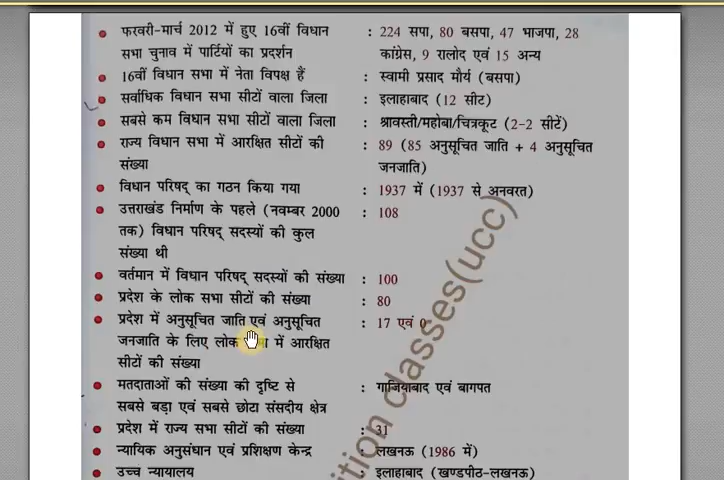 फरवरी-मार्च 2012 में हुए 16वीं विधान : 224 सपा, 80 बसपा, 47 भाजपा, 28
सभा चुनाव में पार्टियों का प्रदर्शन कांग्रेस, 9 रालोद एवं 15 अन्य
16वीं विधान सभा में नेता विपक्ष हैं : स्वामी प्रसाद मौर्य (बसपा)
सर्वाधिक विधान सभा सीटों वाला जिला : इलाहाबाद (12 सीट)
सबसे कम विधान सभा सीटों वाला जिला : श्रावस्ती/महोबा/चित्रकूट (2-2 सीटें)
राज्य विधान सभा में आरक्षित सीटों की : 89 (85 अनुसूचित जाति + 4 अनुसूचित
संख्या जनजाति)
विधान परिषद् का गठन किया गया : 1937 में (1937 से अनवरत)
उत्तराखंड निर्माण के पहले (नवम्बर 2000 : 108
तक) विधान परिषद् सदस्यों की कुल
संख्या थी
वर्तमान में विधान परिषद् सदस्यों की संख्या : 100
प्रदेश के लोक सभा सीटों की संख्या : 80
प्रदेश में अनुसूचित जाति एवं अनुसूचित : 17 एवं 0
जनजाति के लिए लोक में आरक्षित
सीटों की संख्या
मतदाताओं की संख्या की दृष्टि से : गाजियाबाद एवं बागपत
सबसे बड़ा एवं सबसे छोटा संसदीय क्षेत्र
प्रदेश में राज्य सभा सीटों की संख्या : 31
न्यायिक अनुसंधान एवं प्रशिक्षण केन्द्र : लखनऊ (1986 में)
उच्च न्यायालय : इलाहाबाद (खण्डपीठ-लखनऊ)
ition classes(ucc)